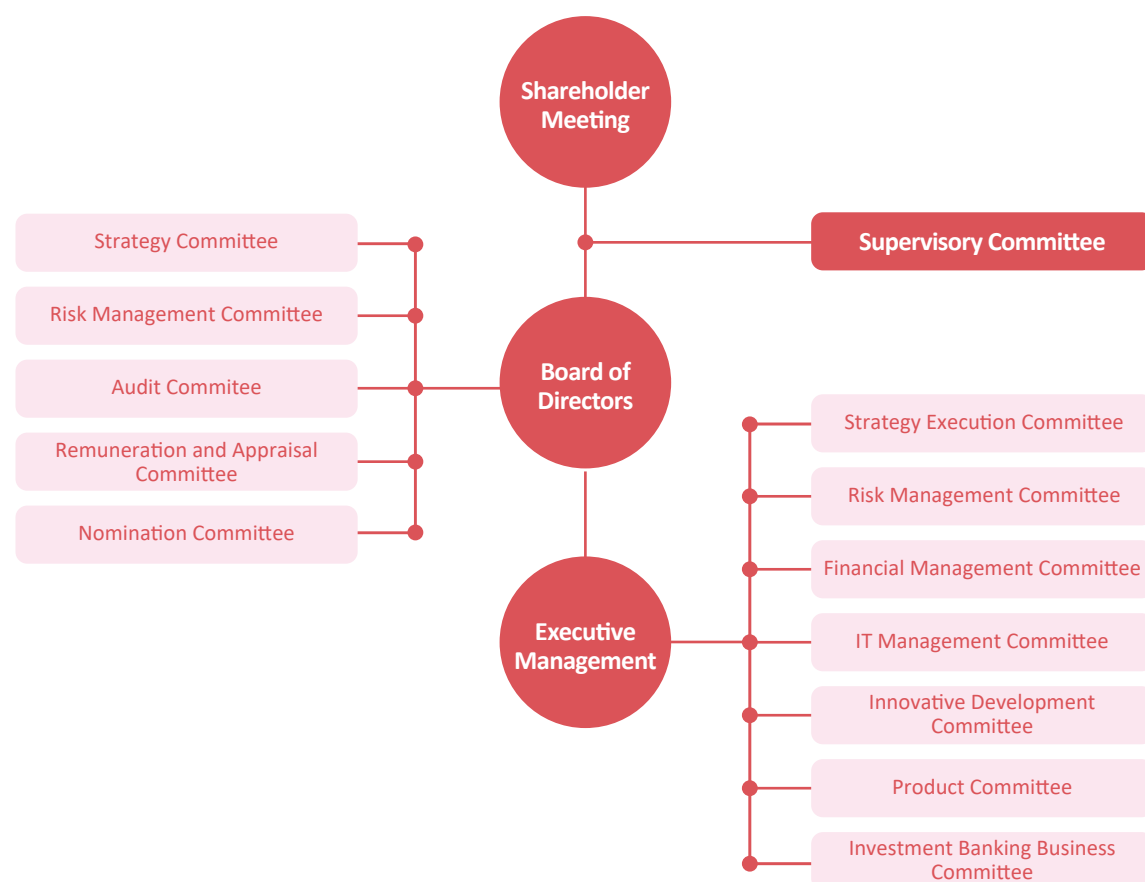 Shareholder
Meeting
Supervisory Committee
Strategy Committee
Risk Management Committee
Audit Commitee
Remuneration and Appraisal
Committee
Nomination Committee
Board of
Directors
Executive
Management
Strategy Execution Committee
Risk Management Committee
Financial Management Committee
IT Management Committee
Innovative Development
Committee
Product Committee
Investment Banking Business
Committee